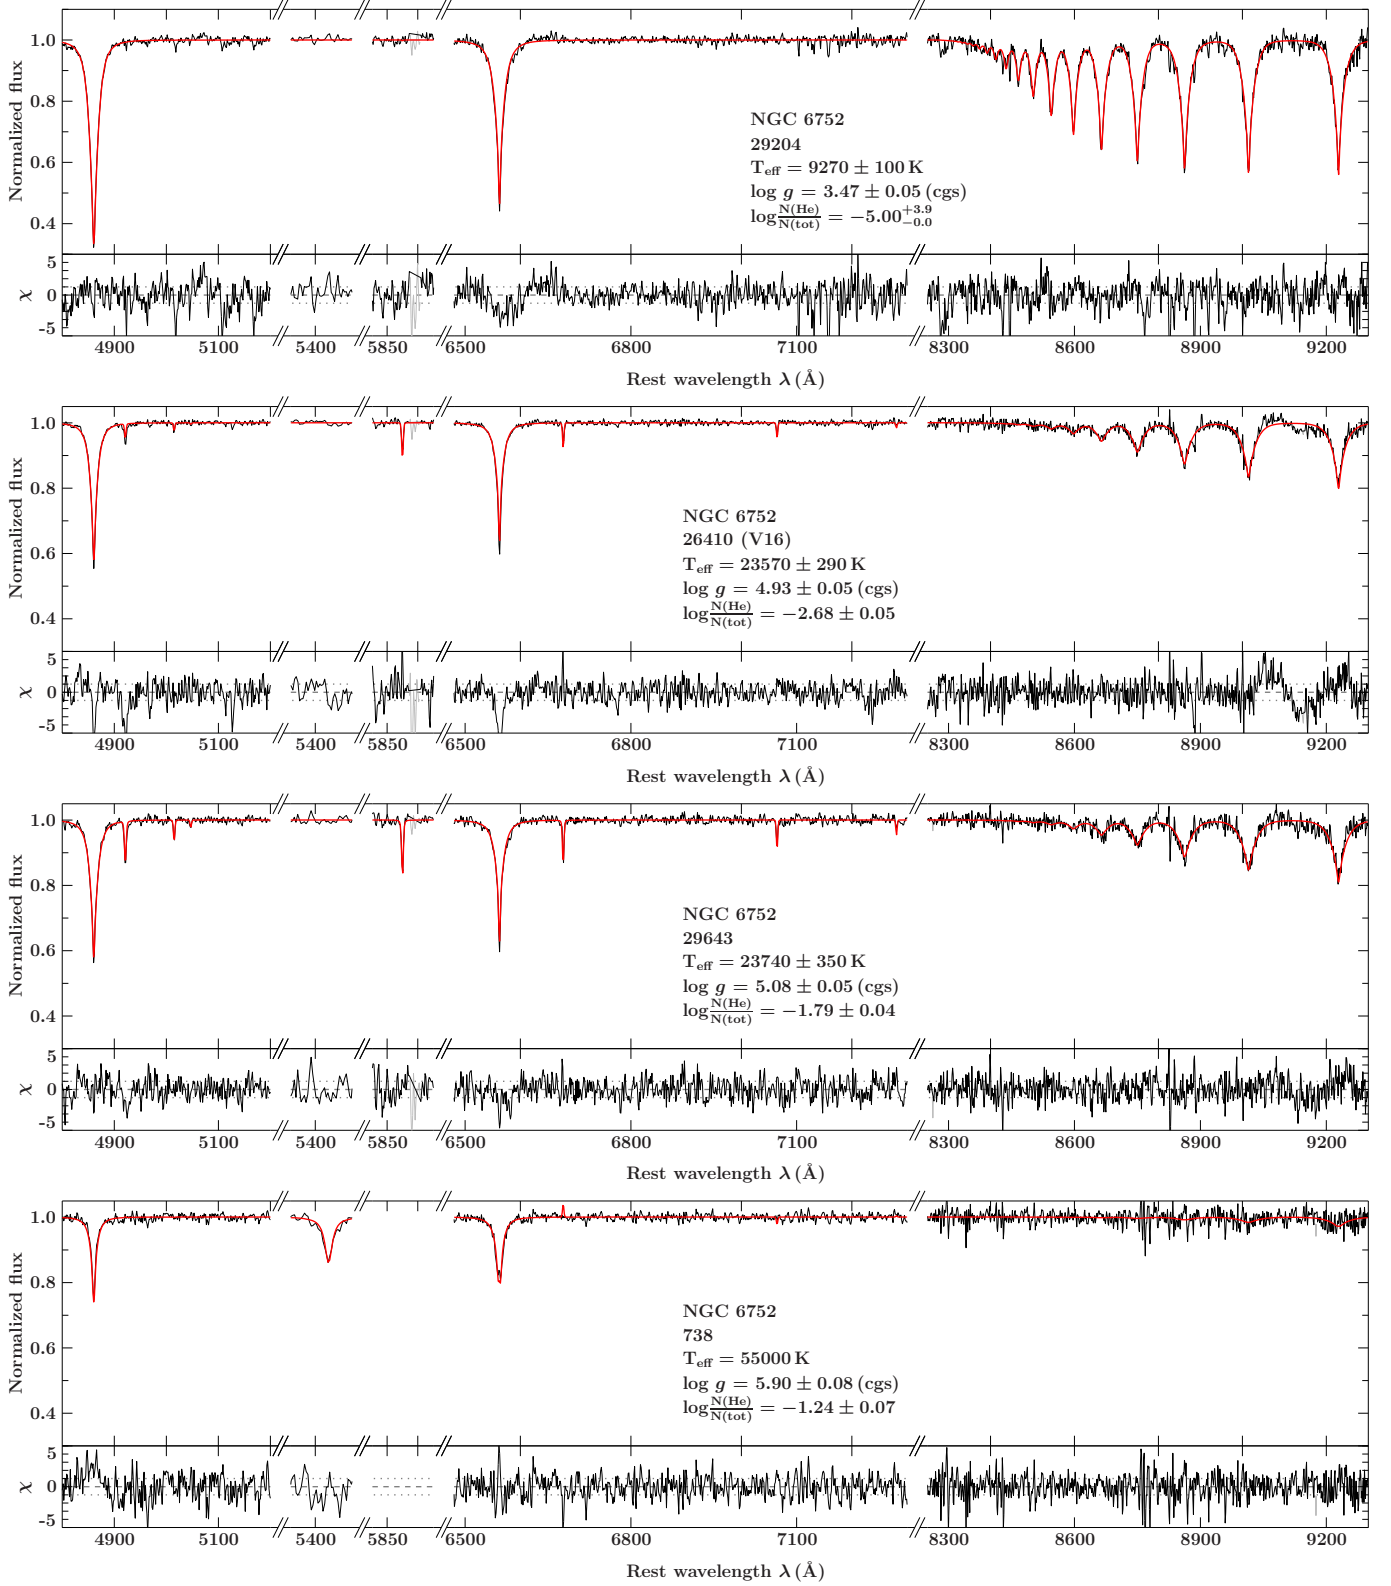 1.0
0.8
0.6
0.4
Normalized flux
NGC 6752
29204
T_eff = 9270 ± 100 K
log g = 3.47 ± 0.05 (cgs)
log N(He)/N(tot) = −5.00 +3.9 −0.0
5
0
-5
χ
4900 5100 5400 5850 6500 6800 7100 8300 8600 8900 9200
Rest wavelength λ (Å)
1.0
0.8
0.6
0.4
Normalized flux
NGC 6752
26410 (V16)
T_eff = 23570 ± 290 K
log g = 4.93 ± 0.05 (cgs)
log N(He)/N(tot) = −2.68 ± 0.05
5
0
-5
χ
4900 5100 5400 5850 6500 6800 7100 8300 8600 8900 9200
Rest wavelength λ (Å)
1.0
0.8
0.6
0.4
Normalized flux
NGC 6752
29643
T_eff = 23740 ± 350 K
log g = 5.08 ± 0.05 (cgs)
log N(He)/N(tot) = −1.79 ± 0.04
5
0
-5
χ
4900 5100 5400 5850 6500 6800 7100 8300 8600 8900 9200
Rest wavelength λ (Å)
1.0
0.8
0.6
0.4
Normalized flux
NGC 6752
738
T_eff = 55000 K
log g = 5.90 ± 0.08 (cgs)
log N(He)/N(tot) = −1.24 ± 0.07
5
0
-5
χ
4900 5100 5400 5850 6500 6800 7100 8300 8600 8900 9200
Rest wavelength λ (Å)